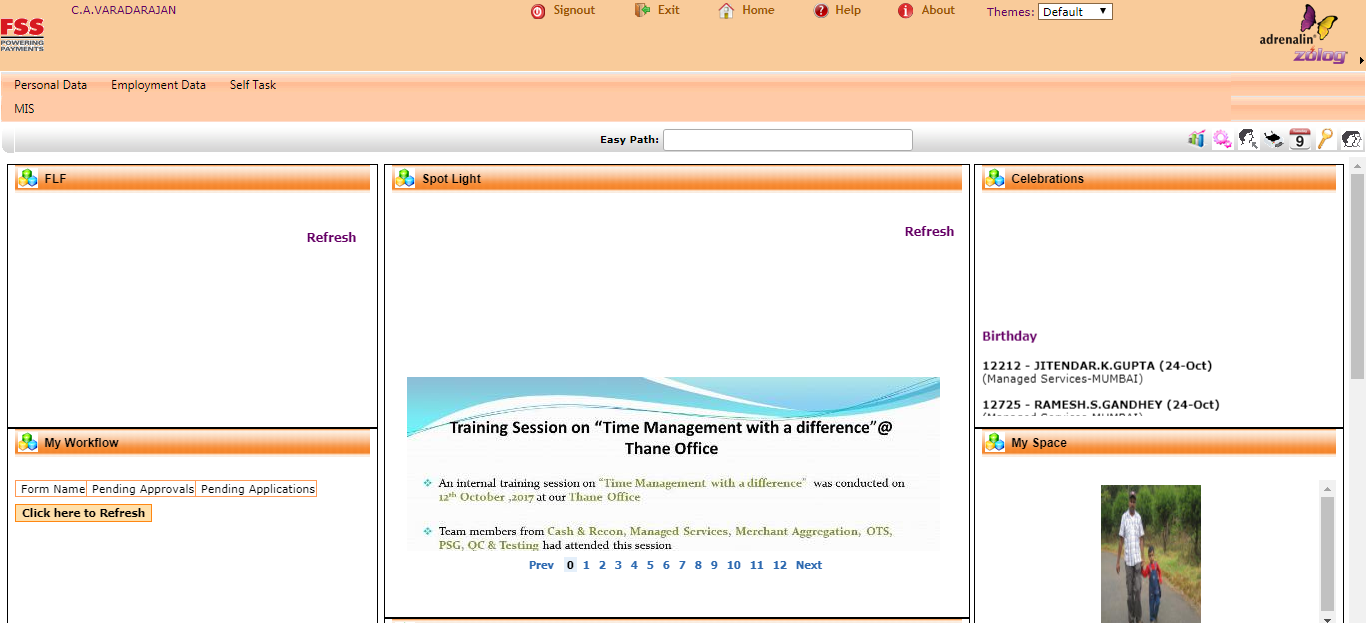 C.A.VARADARAJAN
Signout Exit Home Help About Themes: Default
FSS
POWERING
PAYMENTS
adrenalin
zölog
Personal Data Employment Data Self Task
MIS
Easy Path:
9
FLF
Refresh
Spot Light
Refresh
Training Session on “Time Management with a difference”@
Thane Office
An internal training session on “Time Management with a difference” was conducted on
12th October ,2017 at our Thane Office
Team members from Cash & Recon, Managed Services, Merchant Aggregation, OTS,
PSG, QC & Testing had attended this session
Prev 0 1 2 3 4 5 6 7 8 9 10 11 12 Next
Celebrations
Birthday
12212 - JITENDAR.K.GUPTA (24-Oct)
(Managed Services-MUMBAI)
12725 - RAMESH.S.GANDHEY (24-Oct)
(Managed Services-MUMBAI)
My Workflow
Form Name Pending Approvals Pending Applications
Click here to Refresh
My Space